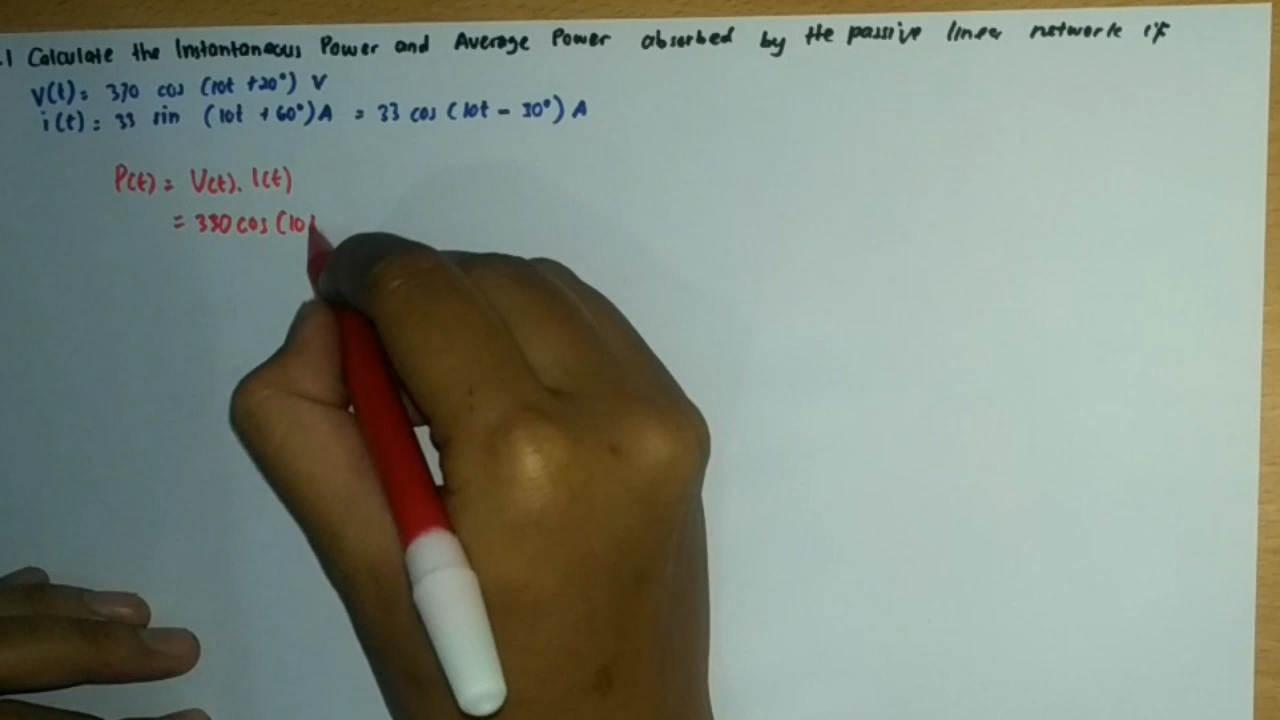 .1 Calculate the Instantaneous Power and Average Power absorbed by the passive linear network if
V(t) = 330 cos (10t +20°) V
i(t) = 33 sin (10t + 60°) A = 33 cos (10t - 30°) A
P(t) = V(t). I(t)
= 330 cos (10t